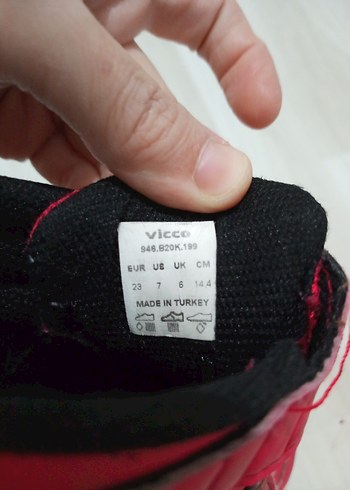 vicco
946.B20K.199
EUR US UK CM
23 7 6 14,4
MADE IN TURKEY